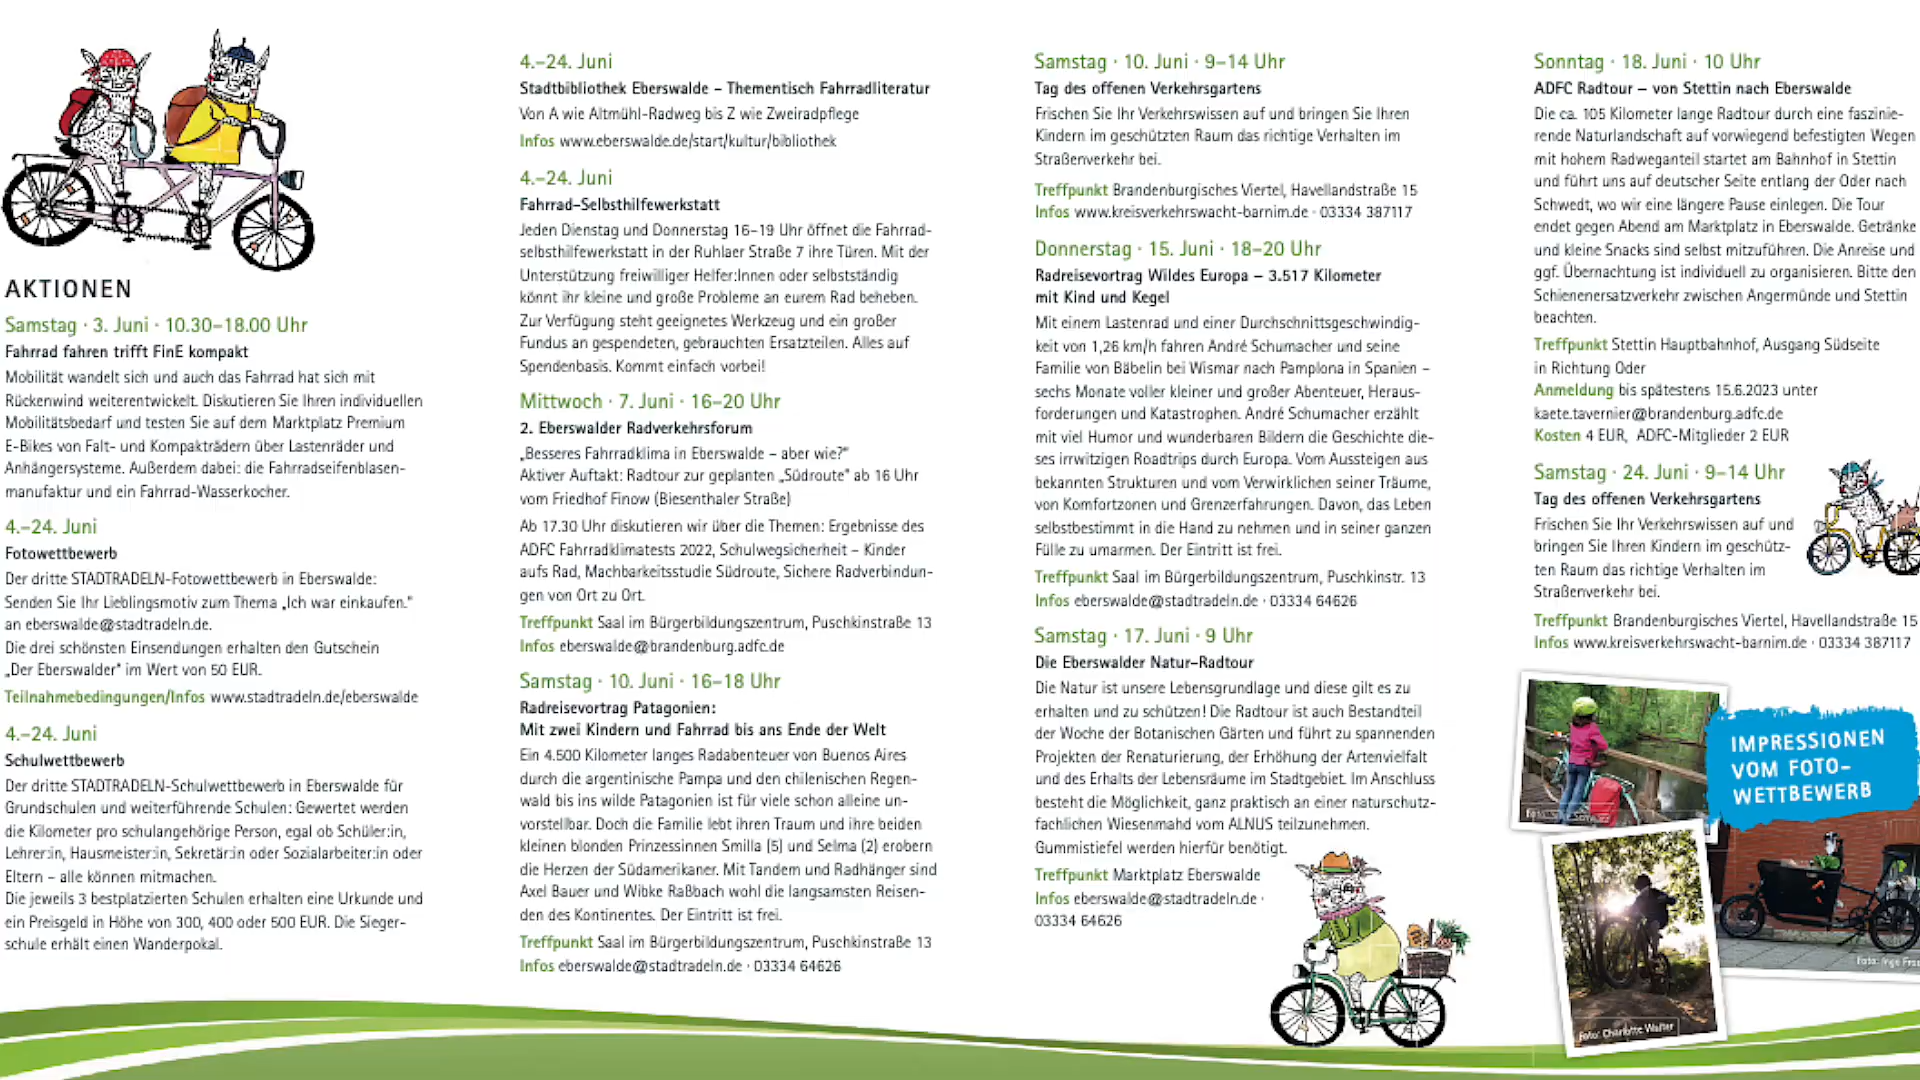 AKTIONEN
Samstag · 3. Juni · 10.30–18.00 Uhr
Fahrrad fahren trifft FinE kompakt
Mobilität wandelt sich und auch das Fahrrad hat sich mit
Rückenwind weiterentwickelt. Diskutieren Sie Ihren individuellen
Mobilitätsbedarf und testen Sie auf dem Marktplatz Premium
E-Bikes von Falt- und Kompakträdern über Lastenräder und
Anhängersysteme. Außerdem dabei: die Fahrradseifenblasen-
manufaktur und ein Fahrrad-Wasserkocher.
4.–24. Juni
Fotowettbewerb
Der dritte STADTRADELN-Fotowettbewerb in Eberswalde:
Senden Sie Ihr Lieblingsmotiv zum Thema „Ich war einkaufen."
an eberswalde@stadtradeln.de.
Die drei schönsten Einsendungen erhalten den Gutschein
„Der Eberswalder" im Wert von 50 EUR.
Teilnahmebedingungen/Infos www.stadtradeln.de/eberswalde
4.–24. Juni
Schulwettbewerb
Der dritte STADTRADELN-Schulwettbewerb in Eberswalde für
Grundschulen und weiterführende Schulen: Gewertet werden
die Kilometer pro schulangehörige Person, egal ob Schüler:in,
Lehrer:in, Hausmeister:in, Sekretär:in oder Sozialarbeiter:in oder
Eltern – alle können mitmachen.
Die jeweils 3 bestplatzierten Schulen erhalten eine Urkunde und
ein Preisgeld in Höhe von 300, 400 oder 500 EUR. Die Sieger-
schule erhält einen Wanderpokal.
4.–24. Juni
Stadtbibliothek Eberswalde – Thementisch Fahrradliteratur
Von A wie Altmühl-Radweg bis Z wie Zweiradpflege
Infos www.eberswalde.de/start/kultur/bibliothek
4.–24. Juni
Fahrrad-Selbsthilfewerkstatt
Jeden Dienstag und Donnerstag 16–19 Uhr öffnet die Fahrrad-
selbsthilfewerkstatt in der Ruhlaer Straße 7 ihre Türen. Mit der
Unterstützung freiwilliger Helfer:Innen oder selbstständig
könnt ihr kleine und große Probleme an eurem Rad beheben.
Zur Verfügung steht geeignetes Werkzeug und ein großer
Fundus an gespendeten, gebrauchten Ersatzteilen. Alles auf
Spendenbasis. Kommt einfach vorbei!
Mittwoch · 7. Juni · 16–20 Uhr
2. Eberswalder Radverkehrsforum
„Besseres Fahrradklima in Eberswalde – aber wie?"
Aktiver Auftakt: Radtour zur geplanten „Südroute" ab 16 Uhr
vom Friedhof Finow (Biesenthaler Straße)
Ab 17.30 Uhr diskutieren wir über die Themen: Ergebnisse des
ADFC Fahrradklimatests 2022, Schulwegsicherheit – Kinder
aufs Rad, Machbarkeitsstudie Südroute, Sichere Radverbindun-
gen von Ort zu Ort.
Treffpunkt Saal im Bürgerbildungszentrum, Puschkinstraße 13
Infos eberswalde@brandenburg.adfc.de
Samstag · 10. Juni · 16–18 Uhr
Radreisevortrag Patagonien:
Mit zwei Kindern und Fahrrad bis ans Ende der Welt
Ein 4.500 Kilometer langes Radabenteuer von Buenos Aires
durch die argentinische Pampa und den chilenischen Regen-
wald bis ins wilde Patagonien ist für viele schon alleine un-
vorstellbar. Doch die Familie lebt ihren Traum und ihre beiden
kleinen blonden Prinzessinnen Smilla (5) und Selma (2) erobern
die Herzen der Südamerikaner. Mit Tandem und Radhänger sind
Axel Bauer und Wibke Raßbach wohl die langsamsten Reisen-
den des Kontinentes. Der Eintritt ist frei.
Treffpunkt Saal im Bürgerbildungszentrum, Puschkinstraße 13
Infos eberswalde@stadtradeln.de · 03334 64626
Samstag · 10. Juni · 9–14 Uhr
Tag des offenen Verkehrsgartens
Frischen Sie Ihr Verkehrswissen auf und bringen Sie Ihren
Kindern im geschützten Raum das richtige Verhalten im
Straßenverkehr bei.
Treffpunkt Brandenburgisches Viertel, Havellandstraße 15
Infos www.kreisverkehrswacht-barnim.de · 03334 387117
Donnerstag · 15. Juni · 18–20 Uhr
Radreisevortrag Wildes Europa – 3.517 Kilometer
mit Kind und Kegel
Mit einem Lastenrad und einer Durchschnittsgeschwindig-
keit von 1,26 km/h fahren André Schumacher und seine
Familie von Bäbelin bei Wismar nach Pamplona in Spanien –
sechs Monate voller kleiner und großer Abenteuer, Heraus-
forderungen und Katastrophen. André Schumacher erzählt
mit viel Humor und wunderbaren Bildern die Geschichte die-
ses irrwitzigen Roadtrips durch Europa. Vom Aussteigen aus
bekannten Strukturen und vom Verwirklichen seiner Träume,
von Komfortzonen und Grenzerfahrungen. Davon, das Leben
selbstbestimmt in die Hand zu nehmen und in seiner ganzen
Fülle zu umarmen. Der Eintritt ist frei.
Treffpunkt Saal im Bürgerbildungszentrum, Puschkinstr. 13
Infos eberswalde@stadtradeln.de · 03334 64626
Samstag · 17. Juni · 9 Uhr
Die Eberswalder Natur-Radtour
Die Natur ist unsere Lebensgrundlage und diese gilt es zu
erhalten und zu schützen! Die Radtour ist auch Bestandteil
der Woche der Botanischen Gärten und führt zu spannenden
Projekten der Renaturierung, der Erhöhung der Artenvielfalt
und des Erhalts der Lebensräume im Stadtgebiet. Im Anschluss
besteht die Möglichkeit, ganz praktisch an einer naturschutz-
fachlichen Wiesenmahd vom ALNUS teilzunehmen.
Gummistiefel werden hierfür benötigt.
Treffpunkt Marktplatz Eberswalde
Infos eberswalde@stadtradeln.de ·
03334 64626
Sonntag · 18. Juni · 10 Uhr
ADFC Radtour – von Stettin nach Eberswalde
Die ca. 105 Kilometer lange Radtour durch eine faszinie-
rende Naturlandschaft auf vorwiegend befestigten Wegen
mit hohem Radweganteil startet am Bahnhof in Stettin
und führt uns auf deutscher Seite entlang der Oder nach
Schwedt, wo wir eine längere Pause einlegen. Die Tour
endet gegen Abend am Marktplatz in Eberswalde. Getränke
und kleine Snacks sind selbst mitzuführen. Die Anreise und
ggf. Übernachtung ist individuell zu organisieren. Bitte den
Schienenersatzverkehr zwischen Angermünde und Stettin
beachten.
Treffpunkt Stettin Hauptbahnhof, Ausgang Südseite
in Richtung Oder
Anmeldung bis spätestens 15.6.2023 unter
kaete.tavernier@brandenburg.adfc.de
Kosten 4 EUR, ADFC-Mitglieder 2 EUR
Samstag · 24. Juni · 9–14 Uhr
Tag des offenen Verkehrsgartens
Frischen Sie Ihr Verkehrswissen auf und
bringen Sie Ihren Kindern im geschütz-
ten Raum das richtige Verhalten im
Straßenverkehr bei.
Treffpunkt Brandenburgisches Viertel, Havellandstraße 15
Infos www.kreisverkehrswacht-barnim.de · 03334 387117
IMPRESSIONEN
VOM FOTO-
WETTBEWERB
Foto: Inge
Foto: Charlotte Walter